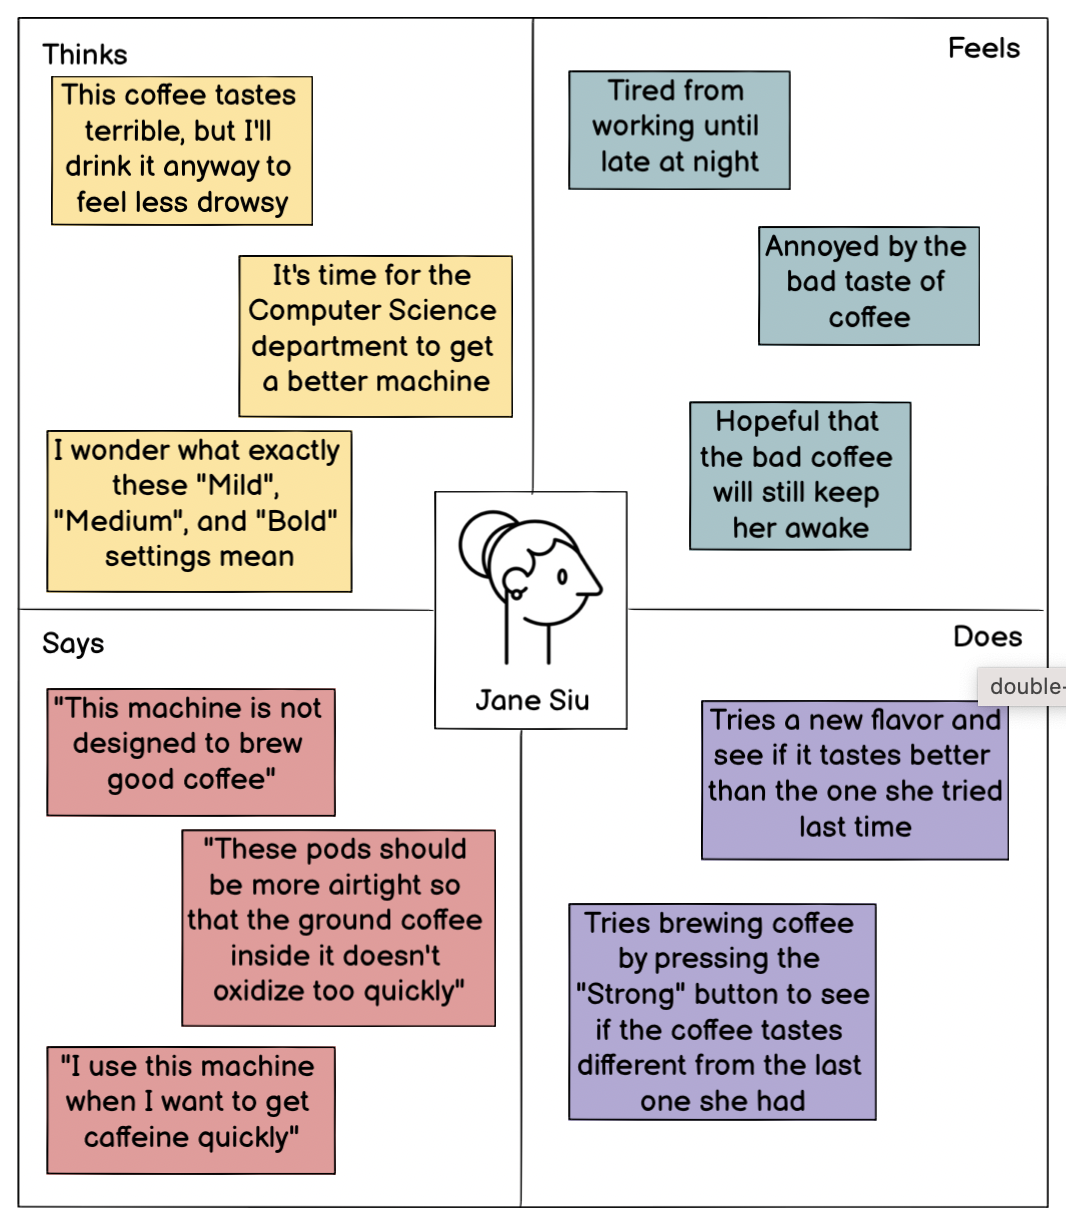 Thinks
This coffee tastes
terrible, but I'll
drink it anyway to
feel less drowsy
It's time for the
Computer Science
department to get
a better machine
I wonder what exactly
these "Mild",
"Medium", and "Bold"
settings mean
Feels
Tired from
working until
late at night
Annoyed by the
bad taste of
coffee
Hopeful that
the bad coffee
will still keep
her awake
Jane Siu
Says
"This machine is not
designed to brew
good coffee"
"These pods should
be more airtight so
that the ground coffee
inside it doesn't
oxidize too quickly"
"I use this machine
when I want to get
caffeine quickly"
Does
double-
Tries a new flavor and
see if it tastes better
than the one she tried
last time
Tries brewing coffee
by pressing the
"Strong" button to see
if the coffee tastes
different from the last
one she had